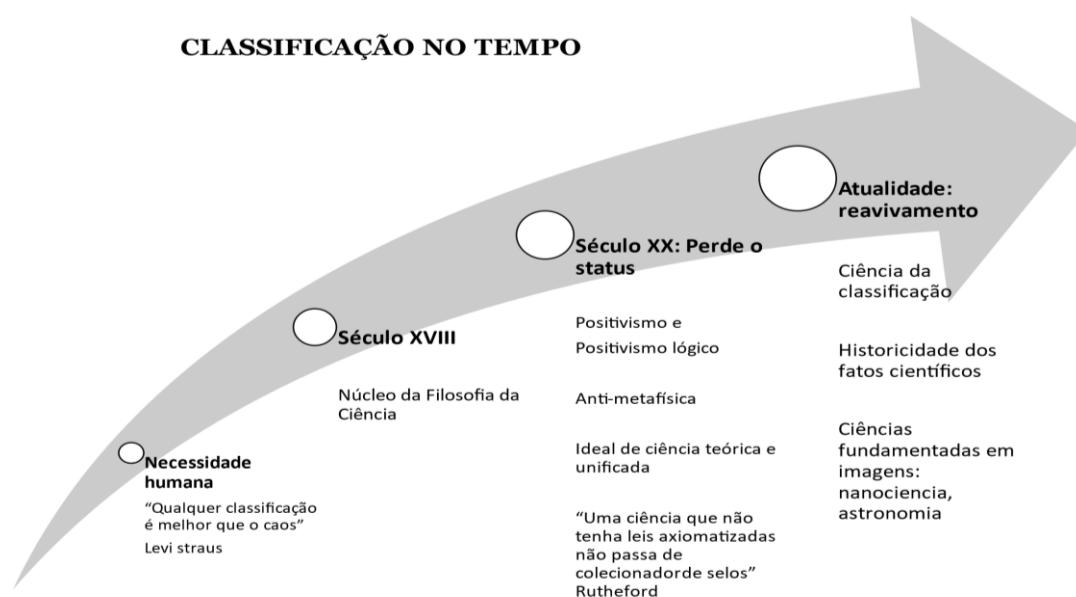 CLASSIFICAÇÃO NO TEMPO
Necessidade
humana
“Qualquer classificação
é melhor que o caos”
Levi straus
Século XVIII
Núcleo da Filosofia da
Ciência
Século XX: Perde o
status
Positivismo e
Positivismo lógico
Anti-metafísica
Ideal de ciência teórica e
unificada
“Uma ciência que não
tenha leis axiomatizadas
não passa de
colecionadorde selos”
Rutheford
Atualidade:
reavivamento
Ciência da
classificação
Historicidade dos
fatos científicos
Ciências
fundamentadas em
imagens:
nanociencia,
astronomia